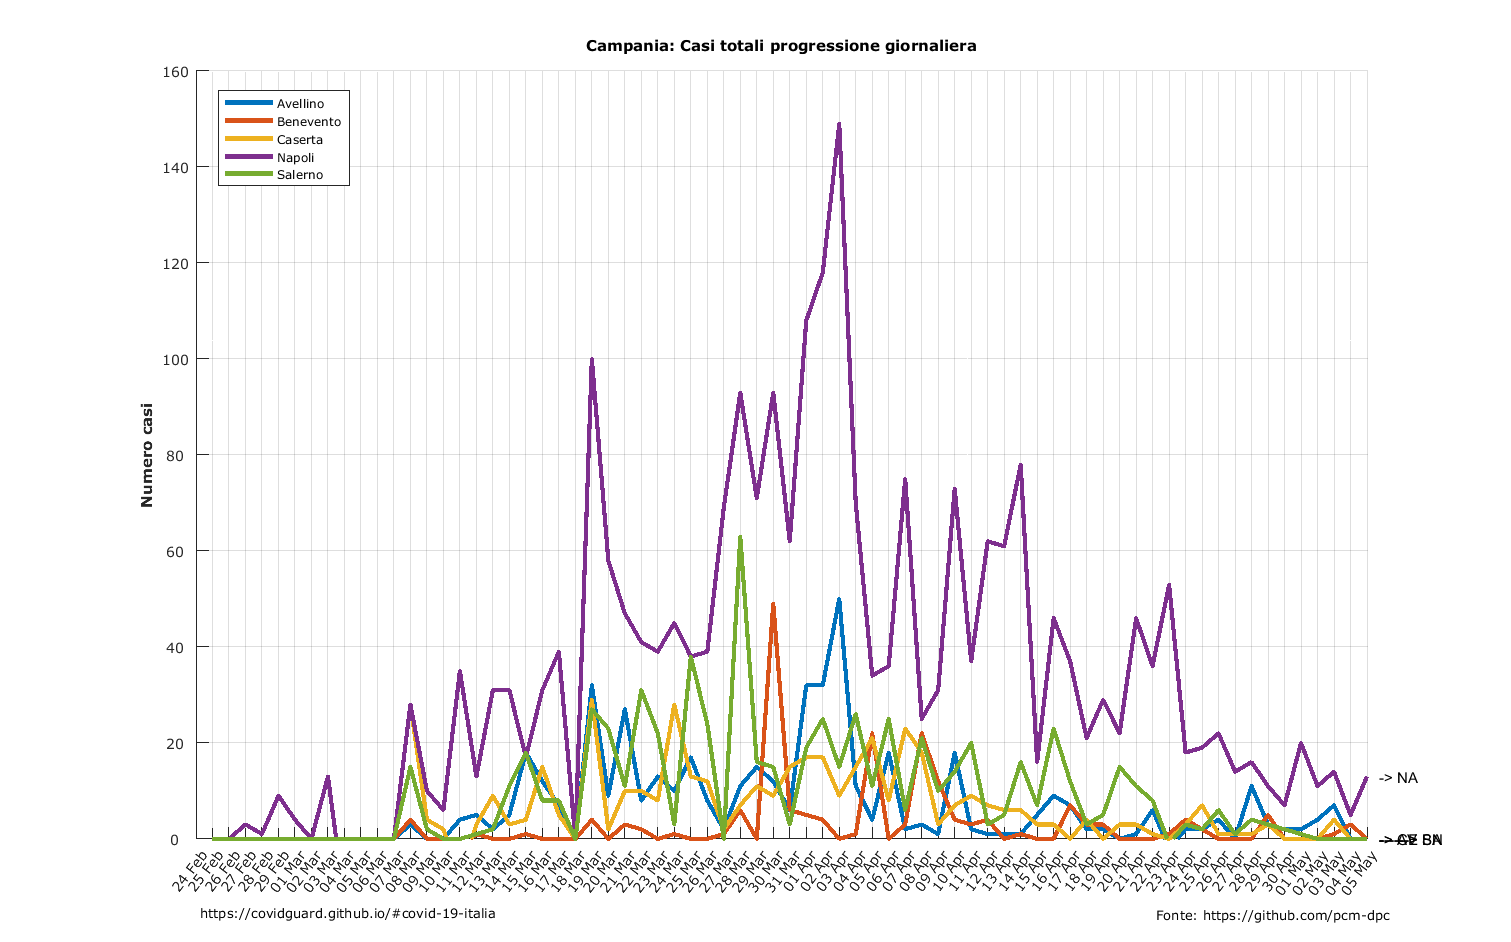 Campania: Casi totali progressione giornaliera
160
140
120
100
80
60
40
20
0
Numero casi
Avellino
Benevento
Caserta
Napoli
Salerno
-> NA
24 Feb
25 Feb
26 Feb
27 Feb
28 Feb
29 Feb
01 Mar
02 Mar
03 Mar
04 Mar
05 Mar
06 Mar
07 Mar
08 Mar
09 Mar
10 Mar
11 Mar
12 Mar
13 Mar
14 Mar
15 Mar
16 Mar
17 Mar
18 Mar
19 Mar
20 Mar
21 Mar
22 Mar
23 Mar
24 Mar
25 Mar
26 Mar
27 Mar
28 Mar
29 Mar
30 Mar
31 Mar
01 Apr
02 Apr
03 Apr
04 Apr
05 Apr
06 Apr
07 Apr
08 Apr
09 Apr
10 Apr
11 Apr
12 Apr
13 Apr
14 Apr
15 Apr
16 Apr
17 Apr
18 Apr
19 Apr
20 Apr
21 Apr
22 Apr
23 Apr
24 Apr
25 Apr
26 Apr
27 Apr
28 Apr
29 Apr
30 Apr
01 May
02 May
03 May
04 May
05 May
https://covidguard.github.io/#covid-19-italia
Fonte: https://github.com/pcm-dpc